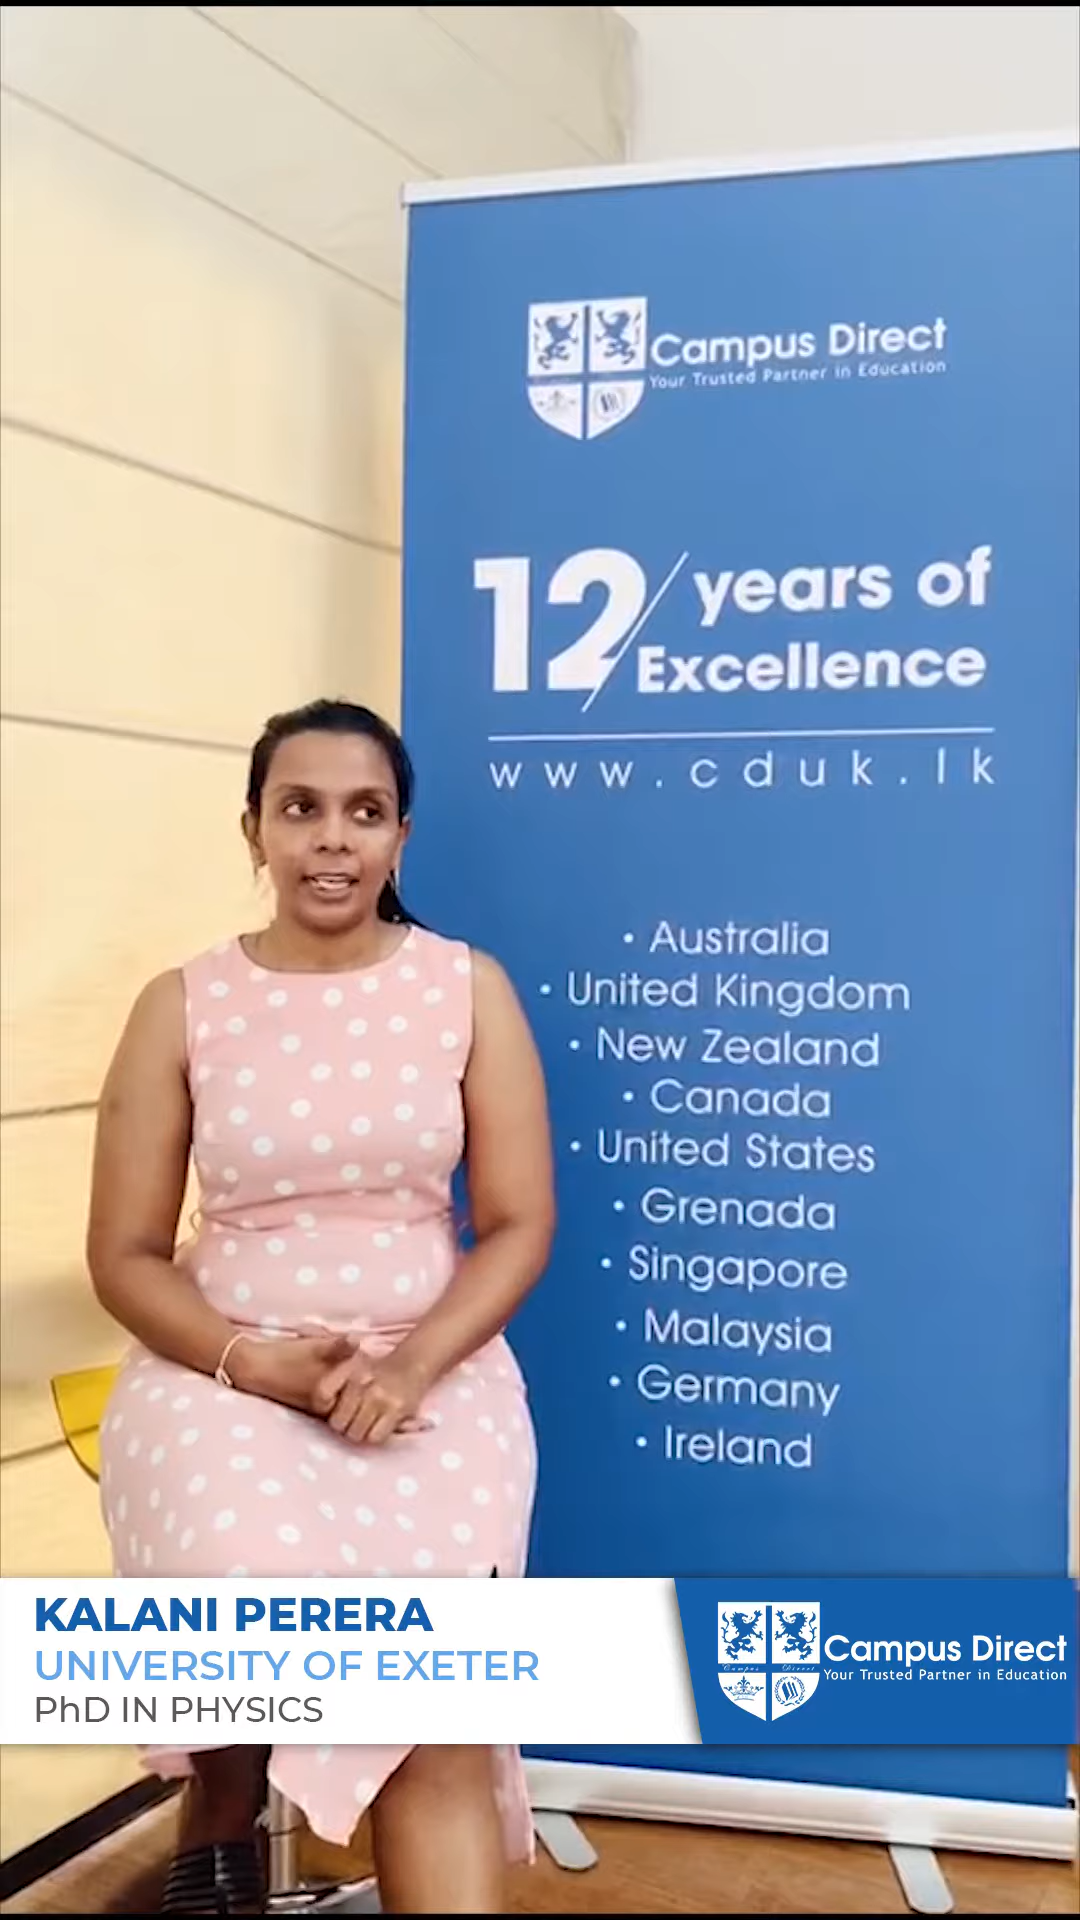 Campus Direct
Your Trusted Partner in Education
12 years of
Excellence
www.cduk.lk
• Australia
• United Kingdom
• New Zealand
• Canada
• United States
• Grenada
• Singapore
• Malaysia
• Germany
• Ireland
KALANI PERERA
UNIVERSITY OF EXETER
PhD IN PHYSICS
Campus Direct
Campus Direct
Your Trusted Partner in Education